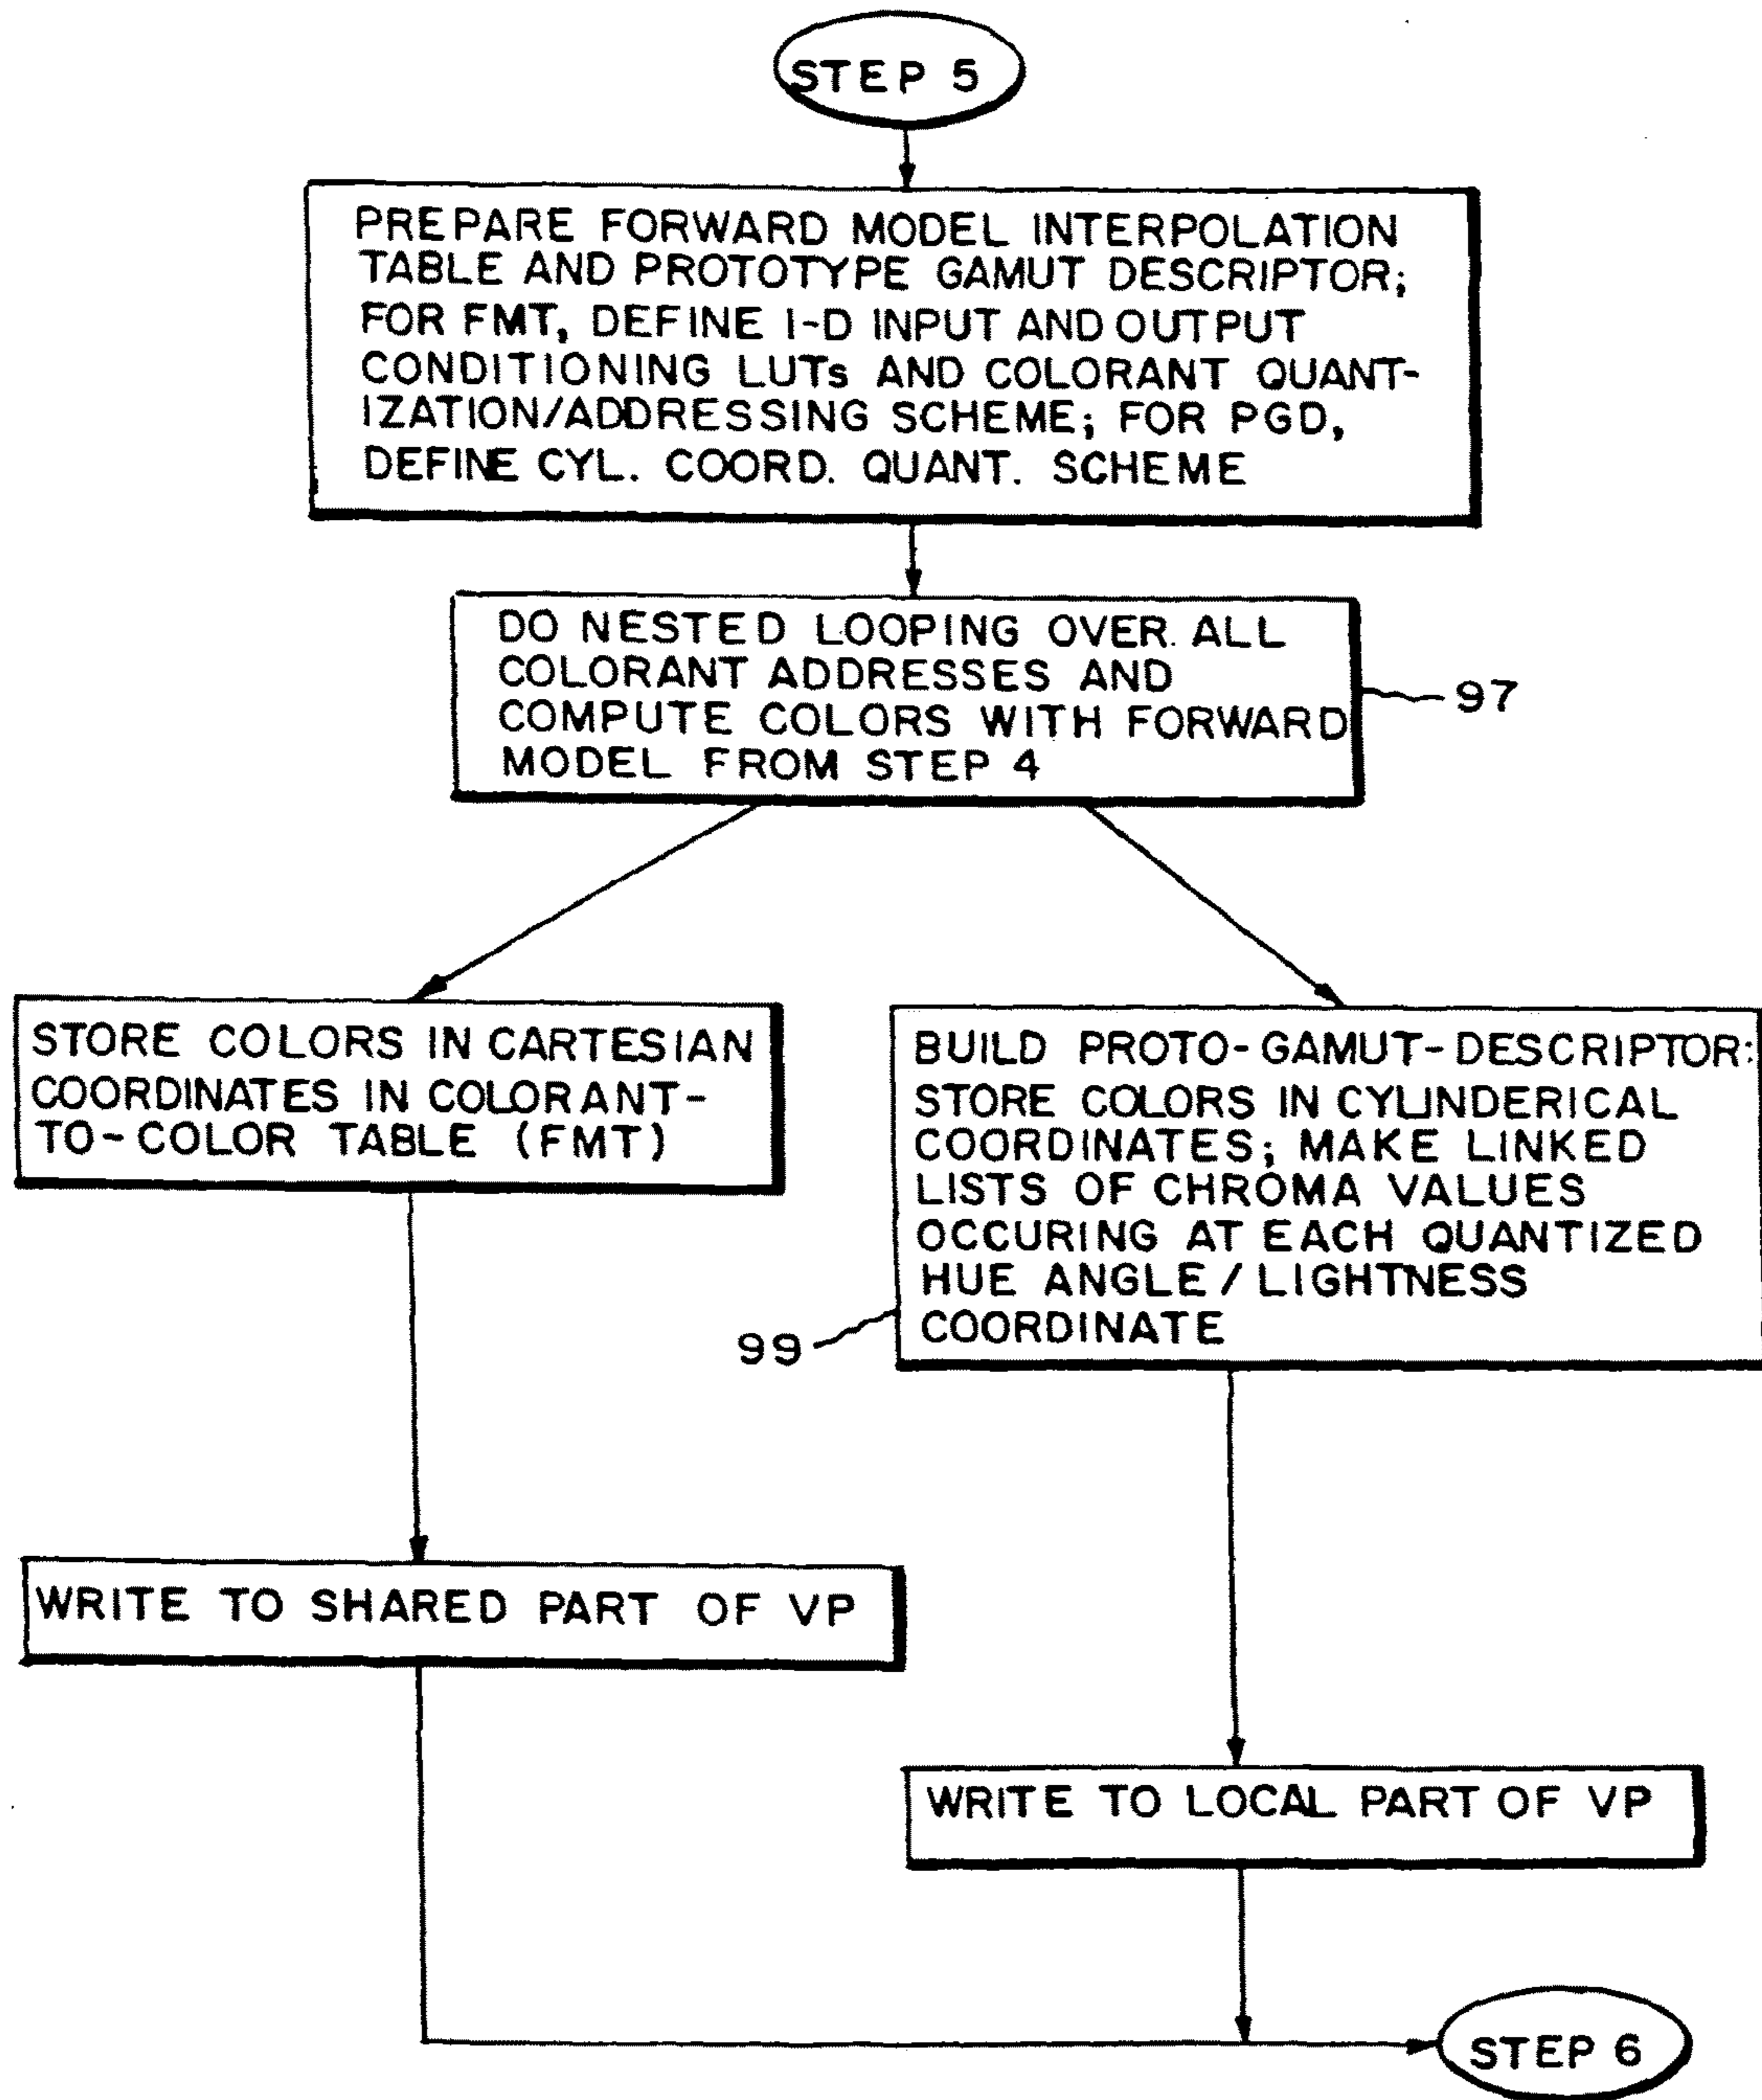 STEP 5
PREPARE FORWARD MODEL INTERPOLATION
TABLE AND PROTOTYPE GAMUT DESCRIPTOR;
FOR FMT, DEFINE 1-D INPUT AND OUTPUT
CONDITIONING LUTs AND COLORANT QUANT-
IZATION/ADDRESSING SCHEME; FOR PGD,
DEFINE CYL. COORD. QUANT. SCHEME
DO NESTED LOOPING OVER ALL
COLORANT ADDRESSES AND
COMPUTE COLORS WITH FORWARD
MODEL FROM STEP 4
97
STORE COLORS IN CARTESIAN
COORDINATES IN COLORANT-
TO-COLOR TABLE (FMT)
BUILD PROTO-GAMUT-DESCRIPTOR:
STORE COLORS IN CYLINDERICAL
COORDINATES; MAKE LINKED
LISTS OF CHROMA VALUES
OCCURING AT EACH QUANTIZED
HUE ANGLE/LIGHTNESS
COORDINATE
99
WRITE TO SHARED PART OF VP
WRITE TO LOCAL PART OF VP
STEP 6